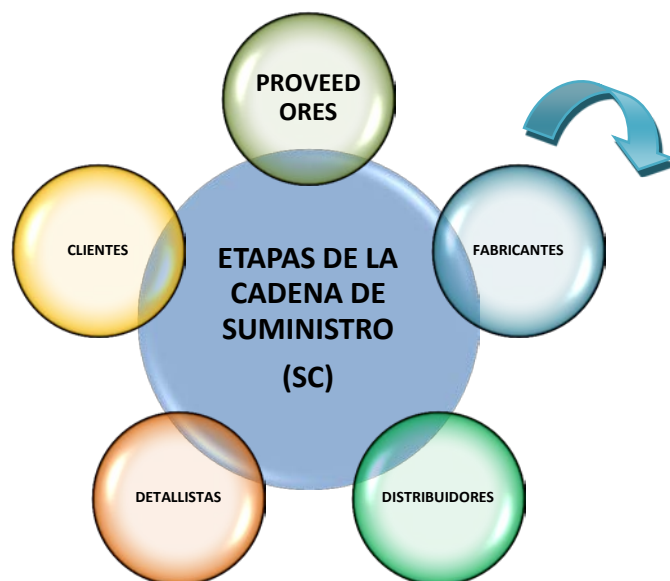 PROVEED
ORES
CLIENTES
ETAPAS DE LA
CADENA DE
SUMINISTRO
(SC)
FABRICANTES
DETALLISTAS
DISTRIBUIDORES